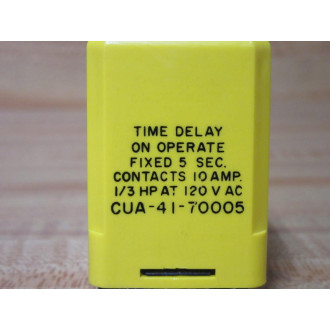 TIME DELAY
ON OPERATE
FIXED 5 SEC.
CONTACTS 10 AMP.
1/3 HP AT 120 V AC
CUA-41-70005